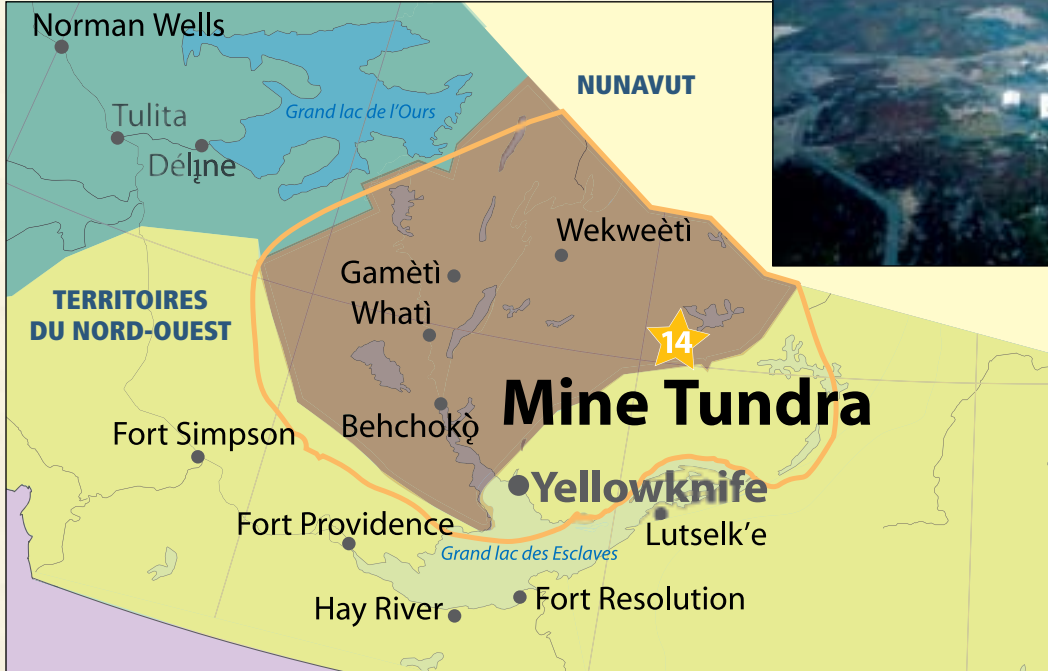 Norman Wells
NUNAVUT
Tulita
Grand lac de l'Ours
Délı̨nę
Wekweètì
Gamètì
TERRITOIRES
DU NORD-OUEST
Whatì
14
Mine Tundra
Behchokǫ̀
Fort Simpson
Yellowknife
Fort Providence
Lutselk'e
Grand lac des Esclaves
Fort Resolution
Hay River